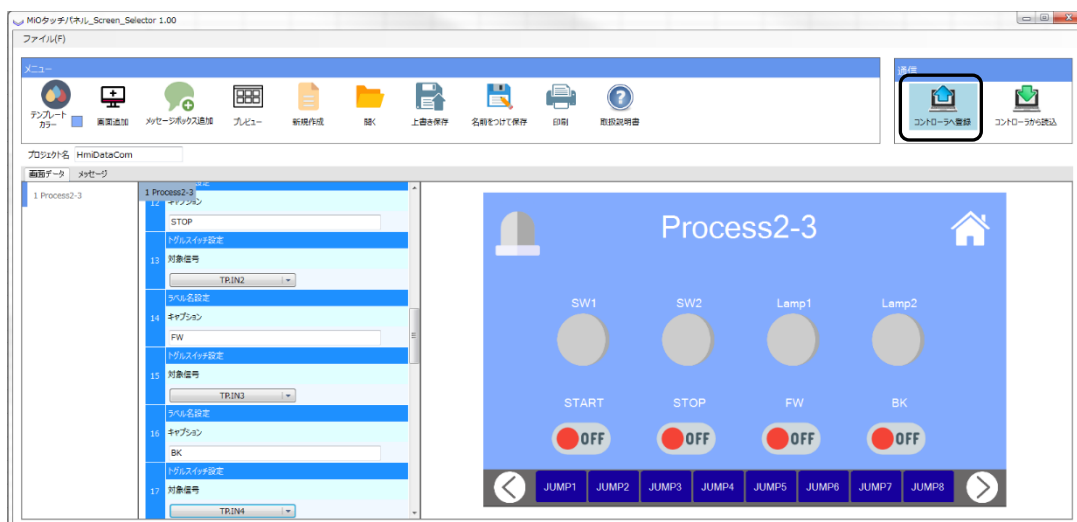 MiOタッチパネル_Screen_Selector 1.00
ファイル(F)
メニュー
通信
テンプレート
カラー
画面追加
メッセージボックス追加
プレビュー
新規作成
開く
上書き保存
名前をつけて保存
印刷
取扱説明書
コントローラへ登録
コントローラから読込
プロジェクト名 HmiDataCom
画面データ メッセージ
1 Process2-3
1 Process2-3
12 キャプション
STOP
トグルスイッチ設定
13 対象信号
TP.IN2
ラベル名設定
14 キャプション
FW
トグルスイッチ設定
15 対象信号
TP.IN3
ラベル名設定
16 キャプション
BK
トグルスイッチ設定
17 対象信号
TP.IN4
Process2-3
SW1 SW2 Lamp1 Lamp2
START STOP FW BK
OFF OFF OFF OFF
JUMP1 JUMP2 JUMP3 JUMP4 JUMP5 JUMP6 JUMP7 JUMP8